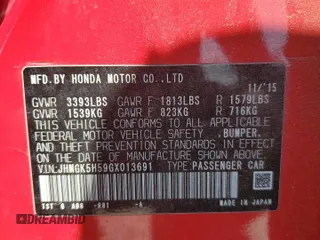 MFD.BY HONDA MOTOR CO.,LTD
11/'15
GVWR 3393LBS GAWR F 1813LBS R 1579LBS
GVWR 1539KG GAWR F 823KG R 716KG
THIS VEHICLE CONFORMS TO ALL APPLICABLE
FEDERAL MOTOR VEHICLE SAFETY, BUMPER,
AND THEFT PREVENTION STANDARDS IN EFFECT
ON THE DATE OF MANUFACTURE SHOWN ABOVE.
V.I.N:JHMGK5H59GX013691 TYPE:PASSENGER CAR
MADE IN JAPAN
DREAMBID